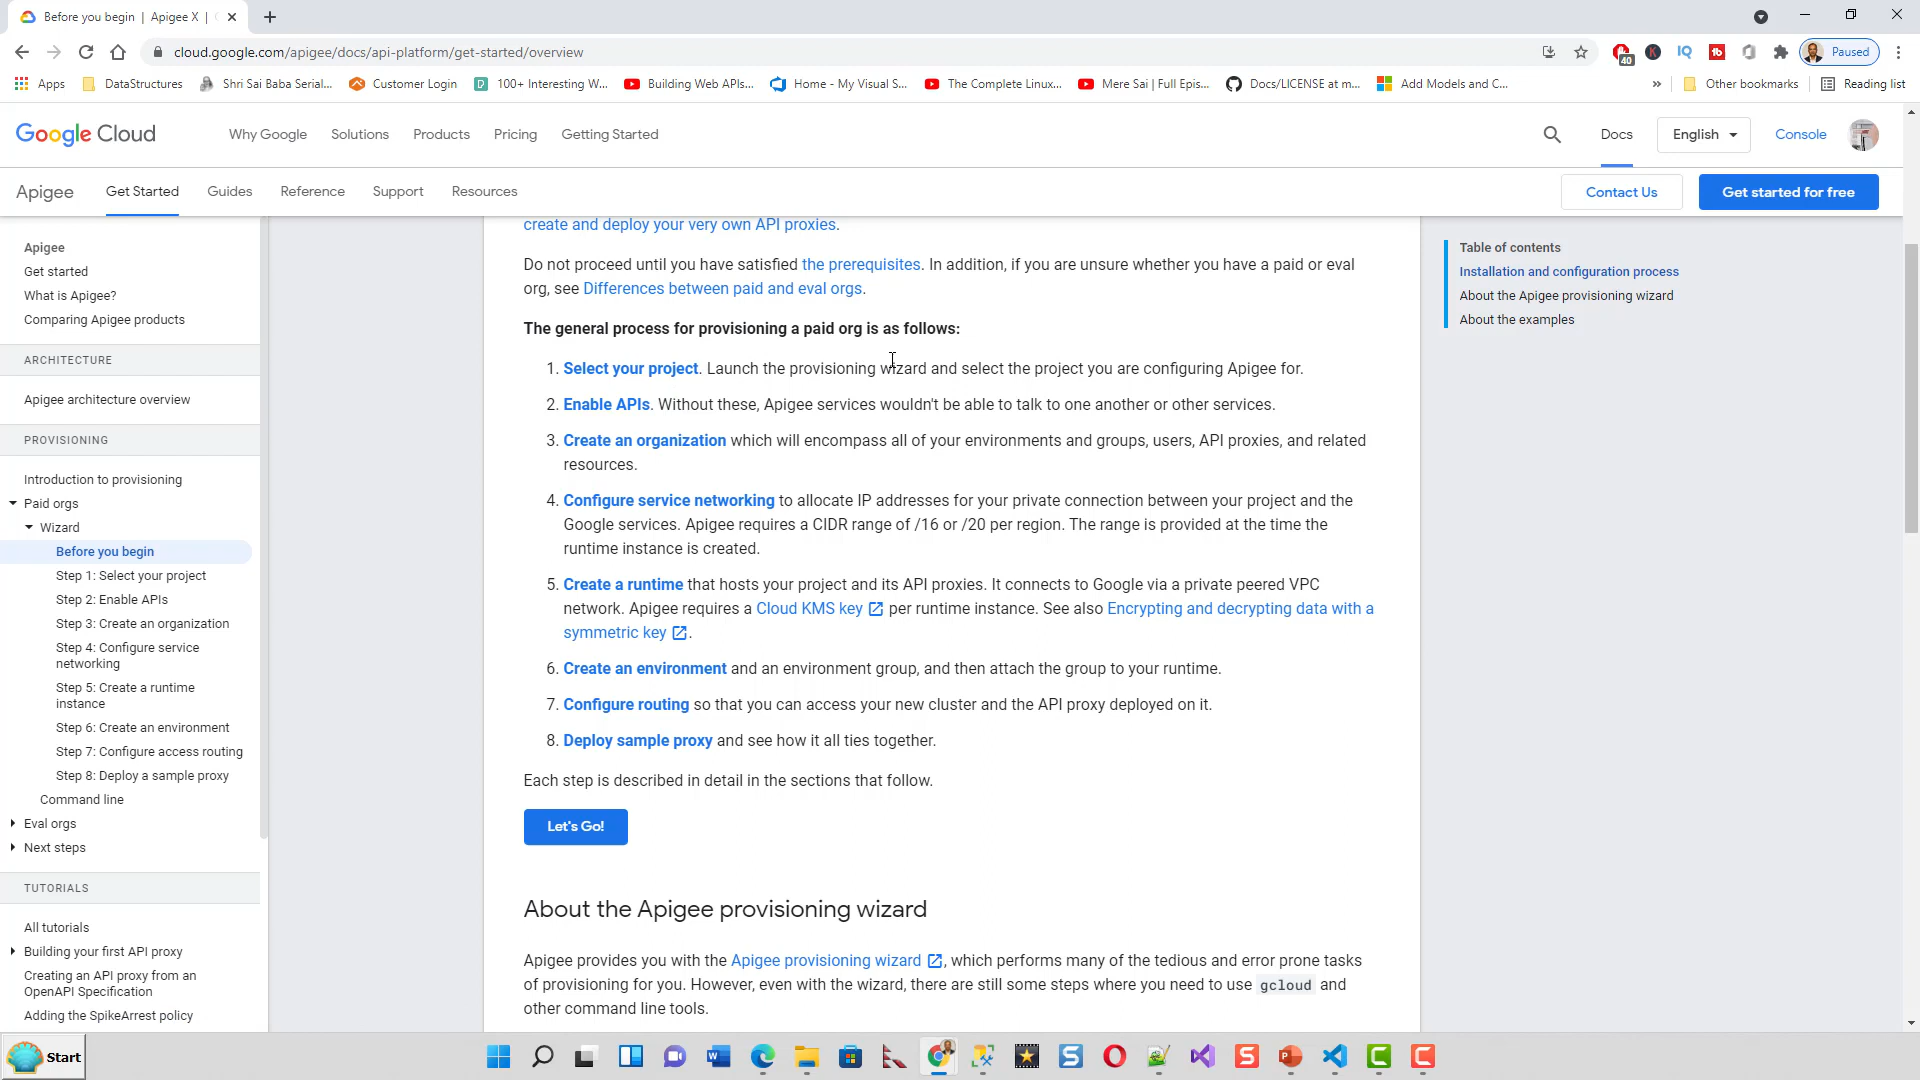 Before you begin | Apigee X |
cloud.google.com/apigee/docs/api-platform/get-started/overview
40
Paused
Apps
DataStructures
Shri Sai Baba Serial...
Customer Login
100+ Interesting W...
Building Web APIs...
Home - My Visual S...
The Complete Linux...
Mere Sai | Full Epis...
Docs/LICENSE at m...
Add Models and C...
»
Other bookmarks
Reading list
Google Cloud
Why Google
Solutions
Products
Pricing
Getting Started
Docs
English
Console
Apigee
Get Started
Guides
Reference
Support
Resources
Contact Us
Get started for free
Apigee
Get started
What is Apigee?
Comparing Apigee products
ARCHITECTURE
Apigee architecture overview
PROVISIONING
Introduction to provisioning
Paid orgs
Wizard
Before you begin
Step 1: Select your project
Step 2: Enable APIs
Step 3: Create an organization
Step 4: Configure service
networking
Step 5: Create a runtime
instance
Step 6: Create an environment
Step 7: Configure access routing
Step 8: Deploy a sample proxy
Command line
Eval orgs
Next steps
TUTORIALS
All tutorials
Building your first API proxy
Creating an API proxy from an
OpenAPI Specification
Adding the SpikeArrest policy
create and deploy your very own API proxies.
Do not proceed until you have satisfied the prerequisites. In addition, if you are unsure whether you have a paid or eval
org, see Differences between paid and eval orgs.
The general process for provisioning a paid org is as follows:
1. Select your project. Launch the provisioning wizard and select the project you are configuring Apigee for.
2. Enable APIs. Without these, Apigee services wouldn't be able to talk to one another or other services.
3. Create an organization which will encompass all of your environments and groups, users, API proxies, and related
resources.
4. Configure service networking to allocate IP addresses for your private connection between your project and the
Google services. Apigee requires a CIDR range of /16 or /20 per region. The range is provided at the time the
runtime instance is created.
5. Create a runtime that hosts your project and its API proxies. It connects to Google via a private peered VPC
network. Apigee requires a Cloud KMS key per runtime instance. See also Encrypting and decrypting data with a
symmetric key.
6. Create an environment and an environment group, and then attach the group to your runtime.
7. Configure routing so that you can access your new cluster and the API proxy deployed on it.
8. Deploy sample proxy and see how it all ties together.
Each step is described in detail in the sections that follow.
Let's Go!
About the Apigee provisioning wizard
Apigee provides you with the Apigee provisioning wizard, which performs many of the tedious and error prone tasks
of provisioning for you. However, even with the wizard, there are still some steps where you need to use gcloud and
other command line tools.
Table of contents
Installation and configuration process
About the Apigee provisioning wizard
About the examples
Start